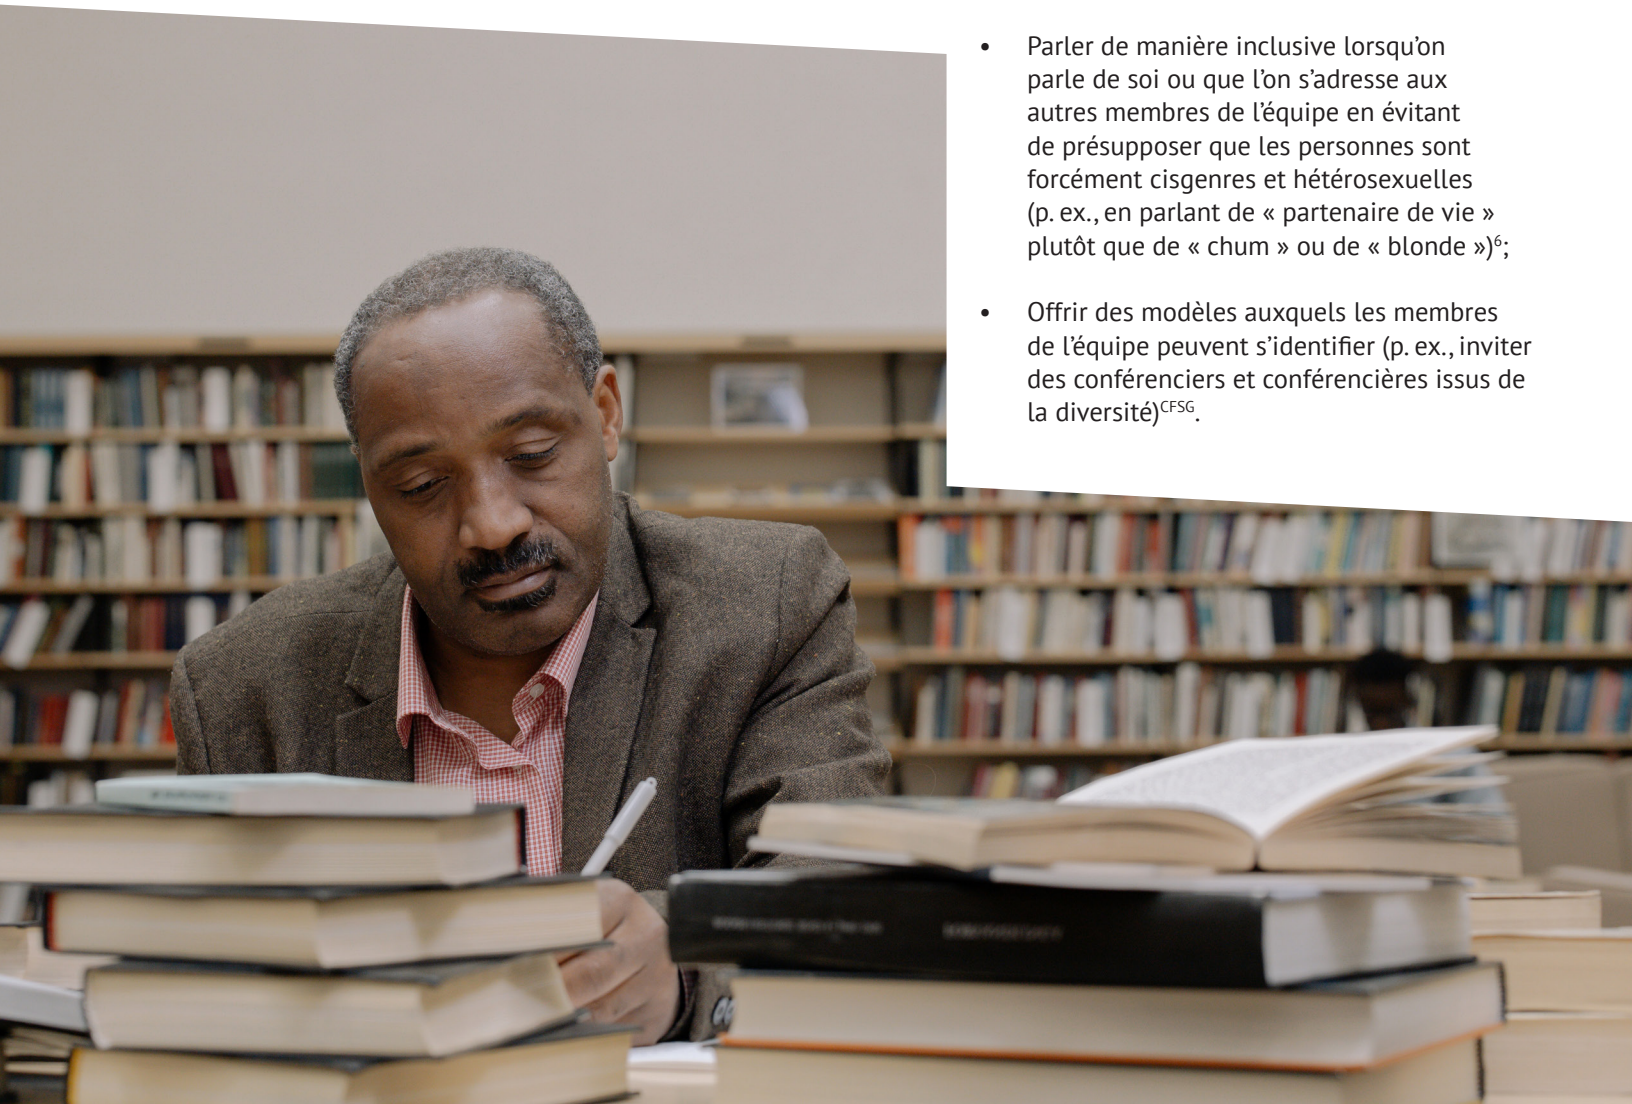 • Parler de manière inclusive lorsqu’on
parle de soi ou que l’on s’adresse aux
autres membres de l’équipe en évitant
de présupposer que les personnes sont
forcément cisgenres et hétérosexuelles
(p. ex., en parlant de « partenaire de vie »
plutôt que de « chum » ou de « blonde »)⁶;
• Offrir des modèles auxquels les membres
de l’équipe peuvent s’identifier (p. ex., inviter
des conférenciers et conférencières issus de
la diversité)CFSG.